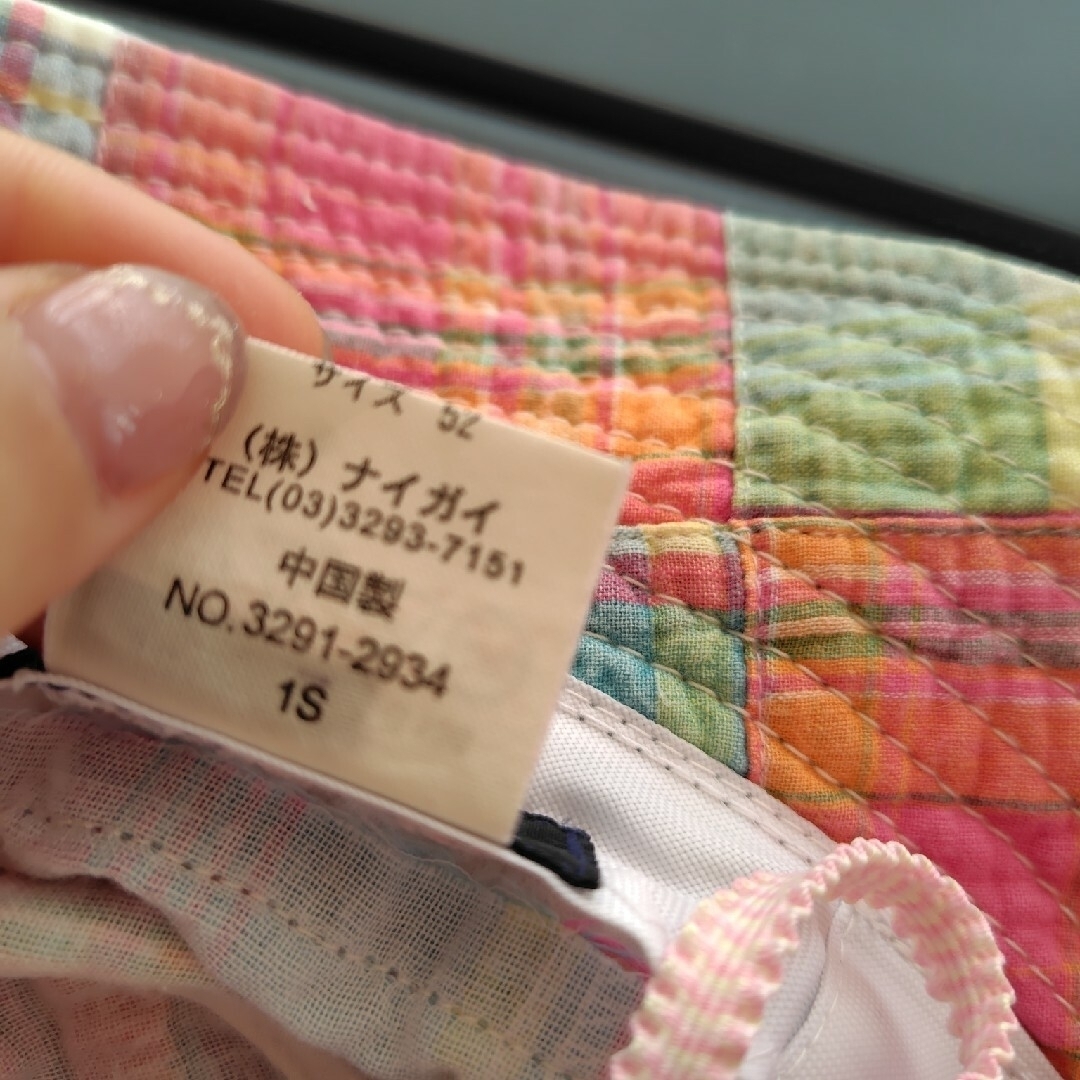 サイズ 52
(株) ナイガイ
TEL(03)3293-7151
中国製
NO.3291-2934
1S